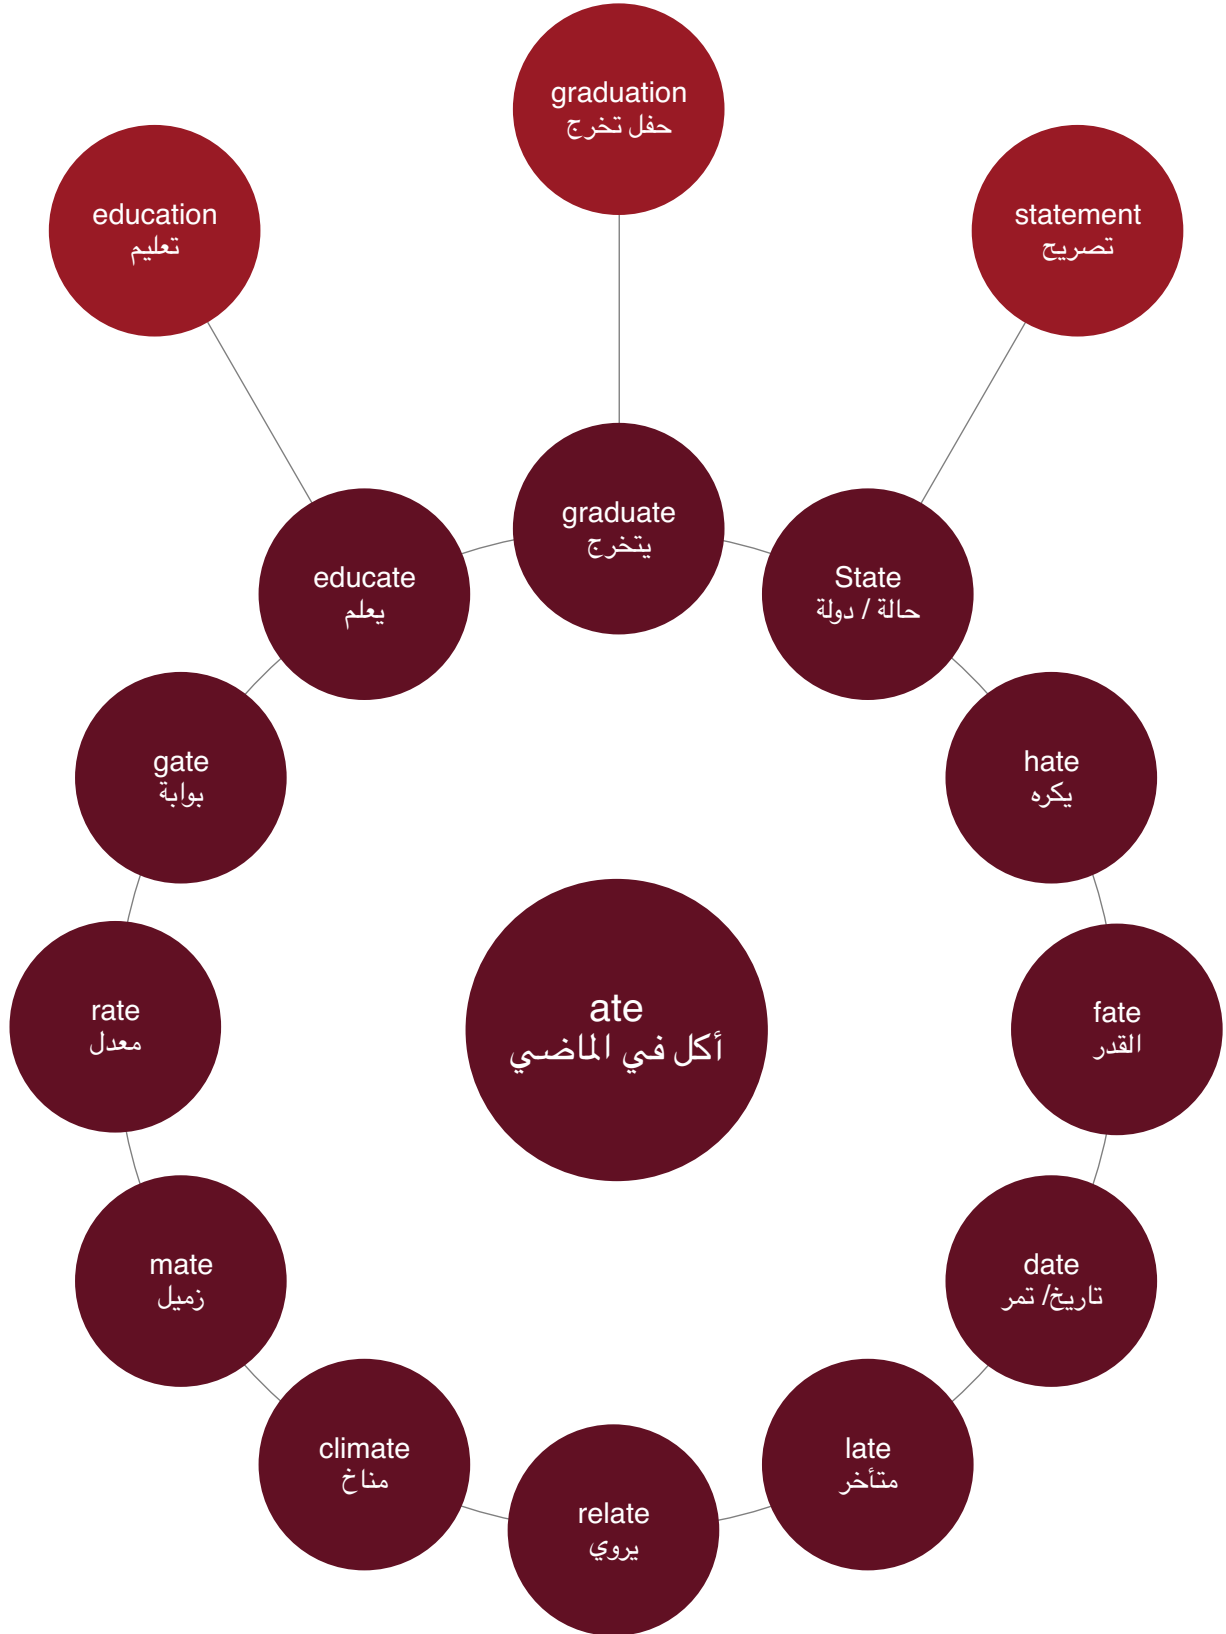 graduation
حفل تخرج
education
تعليم
statement
تصريح
graduate
يتخرج
educate
يعلم
State
حالة / دولة
gate
بوابة
hate
يكره
rate
معدل
ate
أكل في الماضي
fate
القدر
mate
زميل
date
تاريخ/ تمر
climate
مناخ
late
متأخر
relate
يروي